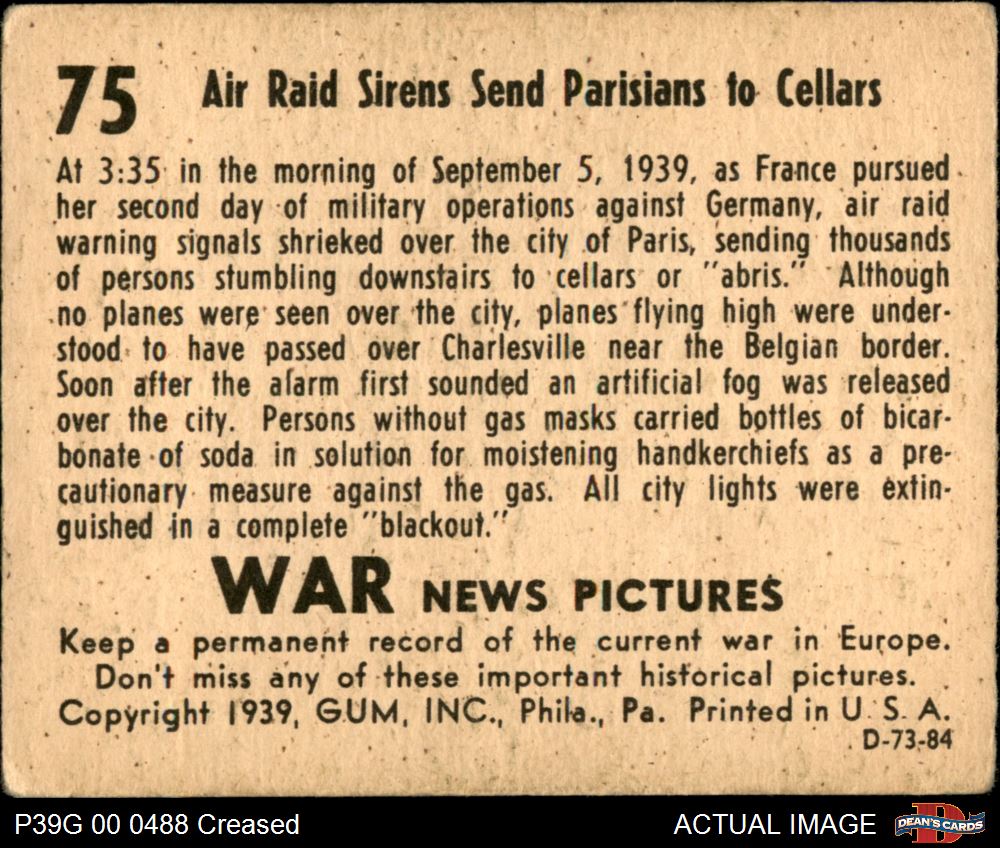 75 Air Raid Sirens Send Parisians to Cellars
At 3:35 in the morning of September 5, 1939, as France pursued
her second day of military operations against Germany, air raid
warning signals shrieked over the city of Paris, sending thousands
of persons stumbling downstairs to cellars or "abris." Although
no planes were seen over the city, planes flying high were under-
stood to have passed over Charlesville near the Belgian border.
Soon after the alarm first sounded an artificial fog was released
over the city. Persons without gas masks carried bottles of bicar-
bonate of soda in solution for moistening handkerchiefs as a pre-
cautionary measure against the gas. All city lights were extin-
guished in a complete "blackout."
WAR NEWS PICTURES
Keep a permanent record of the current war in Europe.
Don't miss any of these important historical pictures.
Copyright 1939, GUM, INC., Phila., Pa. Printed in U. S. A.
D-73-84
P39G 00 0488 Creased
ACTUAL IMAGE
D
DEAN'S CARDS